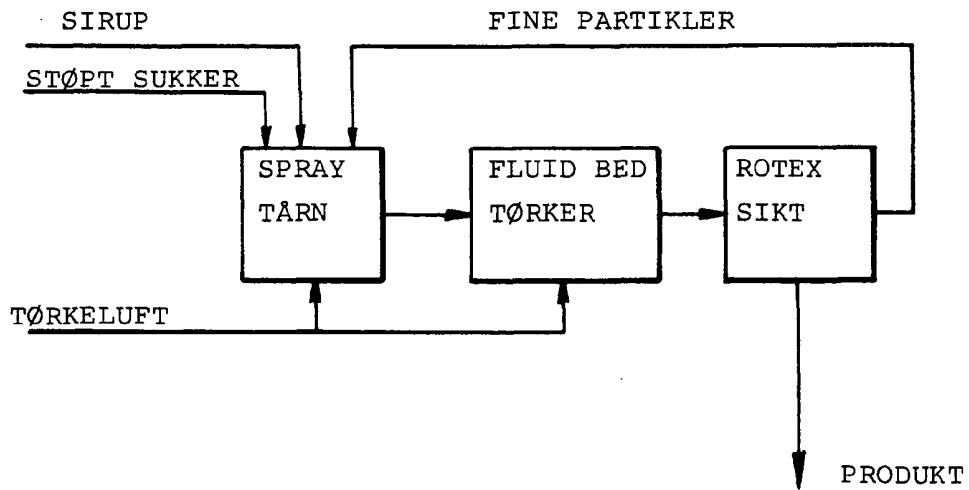 SIRUP
FINE PARTIKLER
STØPT SUKKER
SPRAY
TÅRN
FLUID BED
TØRKER
ROTEX
SIKT
TØRKELUFT
PRODUKT